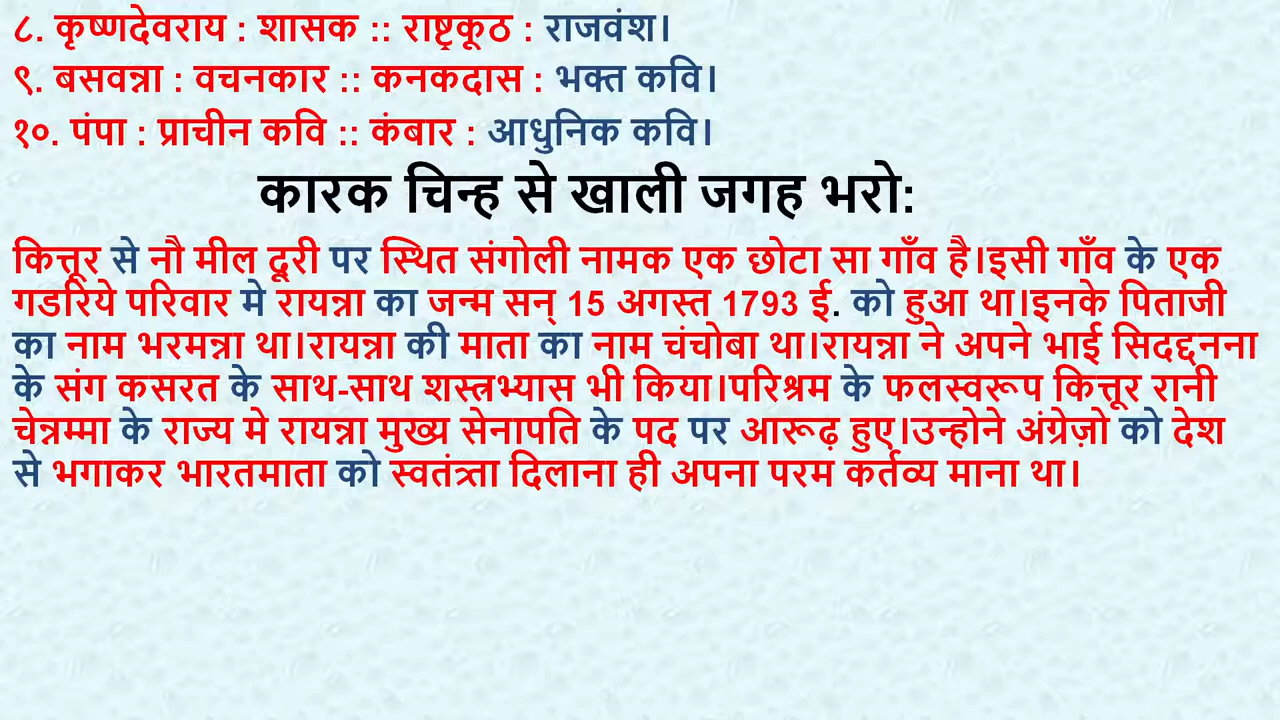 ८. कृष्णदेवराय : शासक :: राष्ट्रकूठ : राजवंश।
९. बसवन्ना : वचनकार :: कनकदास : भक्त कवि।
१०. पंपा : प्राचीन कवि :: कंबार : आधुनिक कवि।
कारक चिन्ह से खाली जगह भरो:
कित्तूर से नौ मील दूरी पर स्थित संगोली नामक एक छोटा सा गाँव है।इसी गाँव के एक
गडरिये परिवार मे रायन्ना का जन्म सन् 15 अगस्त 1793 ई. को हुआ था।इनके पिताजी
का नाम भरमन्ना था।रायन्ना की माता का नाम चंचोबा था।रायन्ना ने अपने भाई सिदद्दनना
के संग कसरत के साथ-साथ शस्त्रभ्यास भी किया।परिश्रम के फलस्वरूप कित्तूर रानी
चेन्नम्मा के राज्य मे रायन्ना मुख्य सेनापति के पद पर आरूढ़ हुए।उन्होने अंग्रेज़ो को देश
से भगाकर भारतमाता को स्वतंत्र्ता दिलाना ही अपना परम कर्तव्य माना था।